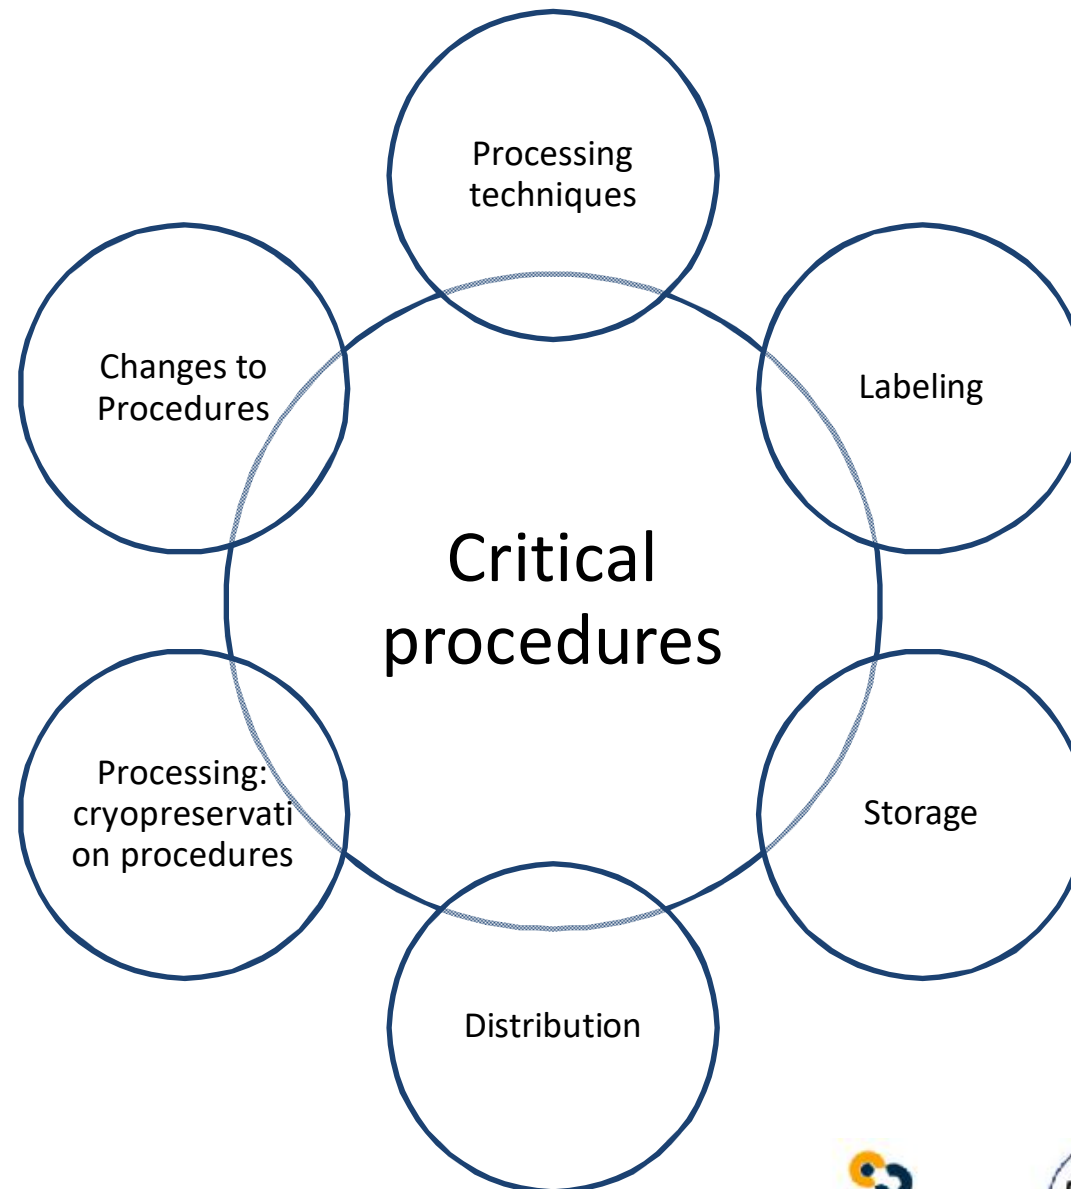 Processing
techniques
Changes to
Procedures
Labeling
Critical
procedures
Processing:
cryopreservati
on procedures
Storage
Distribution